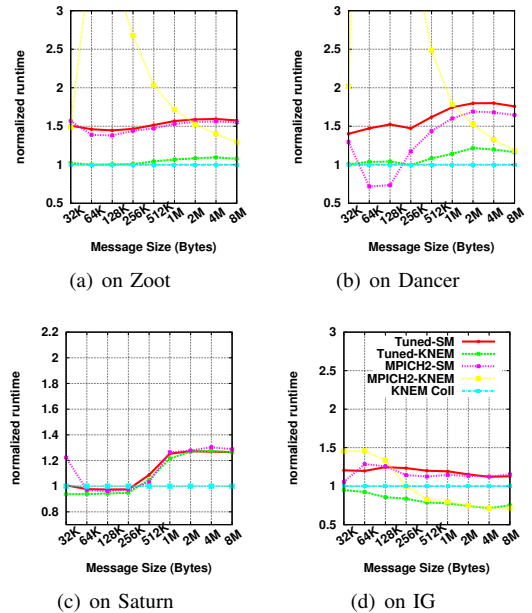 3
2.5
2
1.5
1
0.5
normalized runtime
32K 64K 128K 256K 512K 1M 2M 4M 8M
Message Size (Bytes)
(a) on Zoot
3
2.5
2
1.5
1
0.5
normalized runtime
32K 64K 128K 256K 512K 1M 2M 4M 8M
Message Size (Bytes)
(b) on Dancer
2.2
2
1.8
1.6
1.4
1.2
1
0.8
normalized runtime
32K 64K 128K 256K 512K 1M 2M 4M 8M
Message Size (Bytes)
(c) on Saturn
3
2.5
2
1.5
1
0.5
normalized runtime
Tuned-SM
Tuned-KNEM
MPICH2-SM
MPICH2-KNEM
KNEM Coll
32K 64K 128K 256K 512K 1M 2M 4M 8M
Message Size (Bytes)
(d) on IG